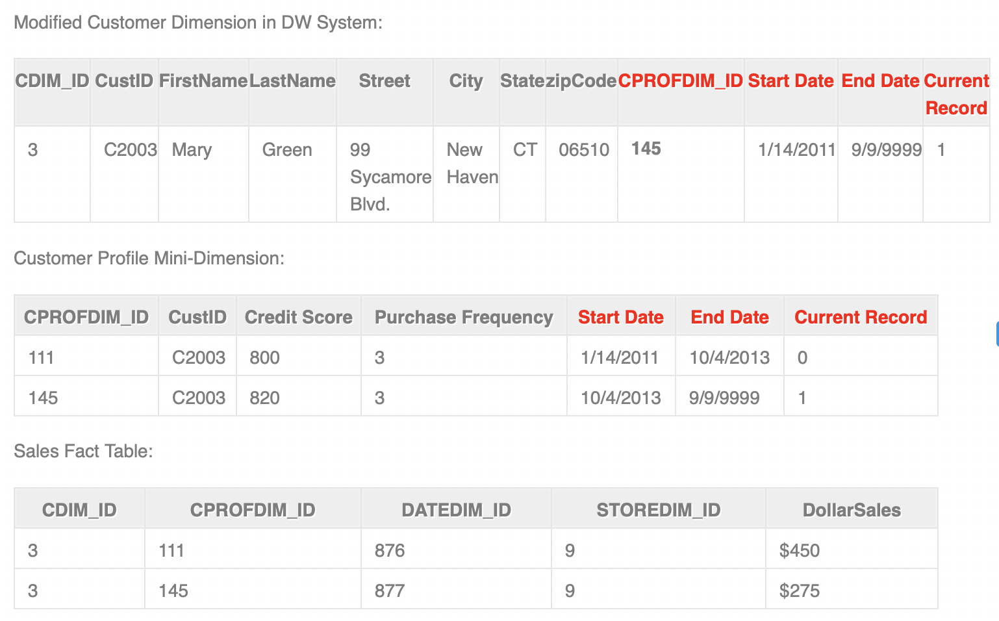 Modified Customer Dimension in DW System:
CDIM_ID CustID FirstName LastName Street City State zipCode CPROFDIM_ID Start Date End Date Current
Record
3 C2003 Mary Green 99 New CT 06510 145 1/14/2011 9/9/9999 1
Sycamore Haven
Blvd.
Customer Profile Mini-Dimension:
CPROFDIM_ID CustID Credit Score Purchase Frequency Start Date End Date Current Record
111 C2003 800 3 1/14/2011 10/4/2013 0
145 C2003 820 3 10/4/2013 9/9/9999 1
Sales Fact Table:
CDIM_ID CPROFDIM_ID DATEDIM_ID STOREDIM_ID DollarSales
3 111 876 9 $450
3 145 877 9 $275